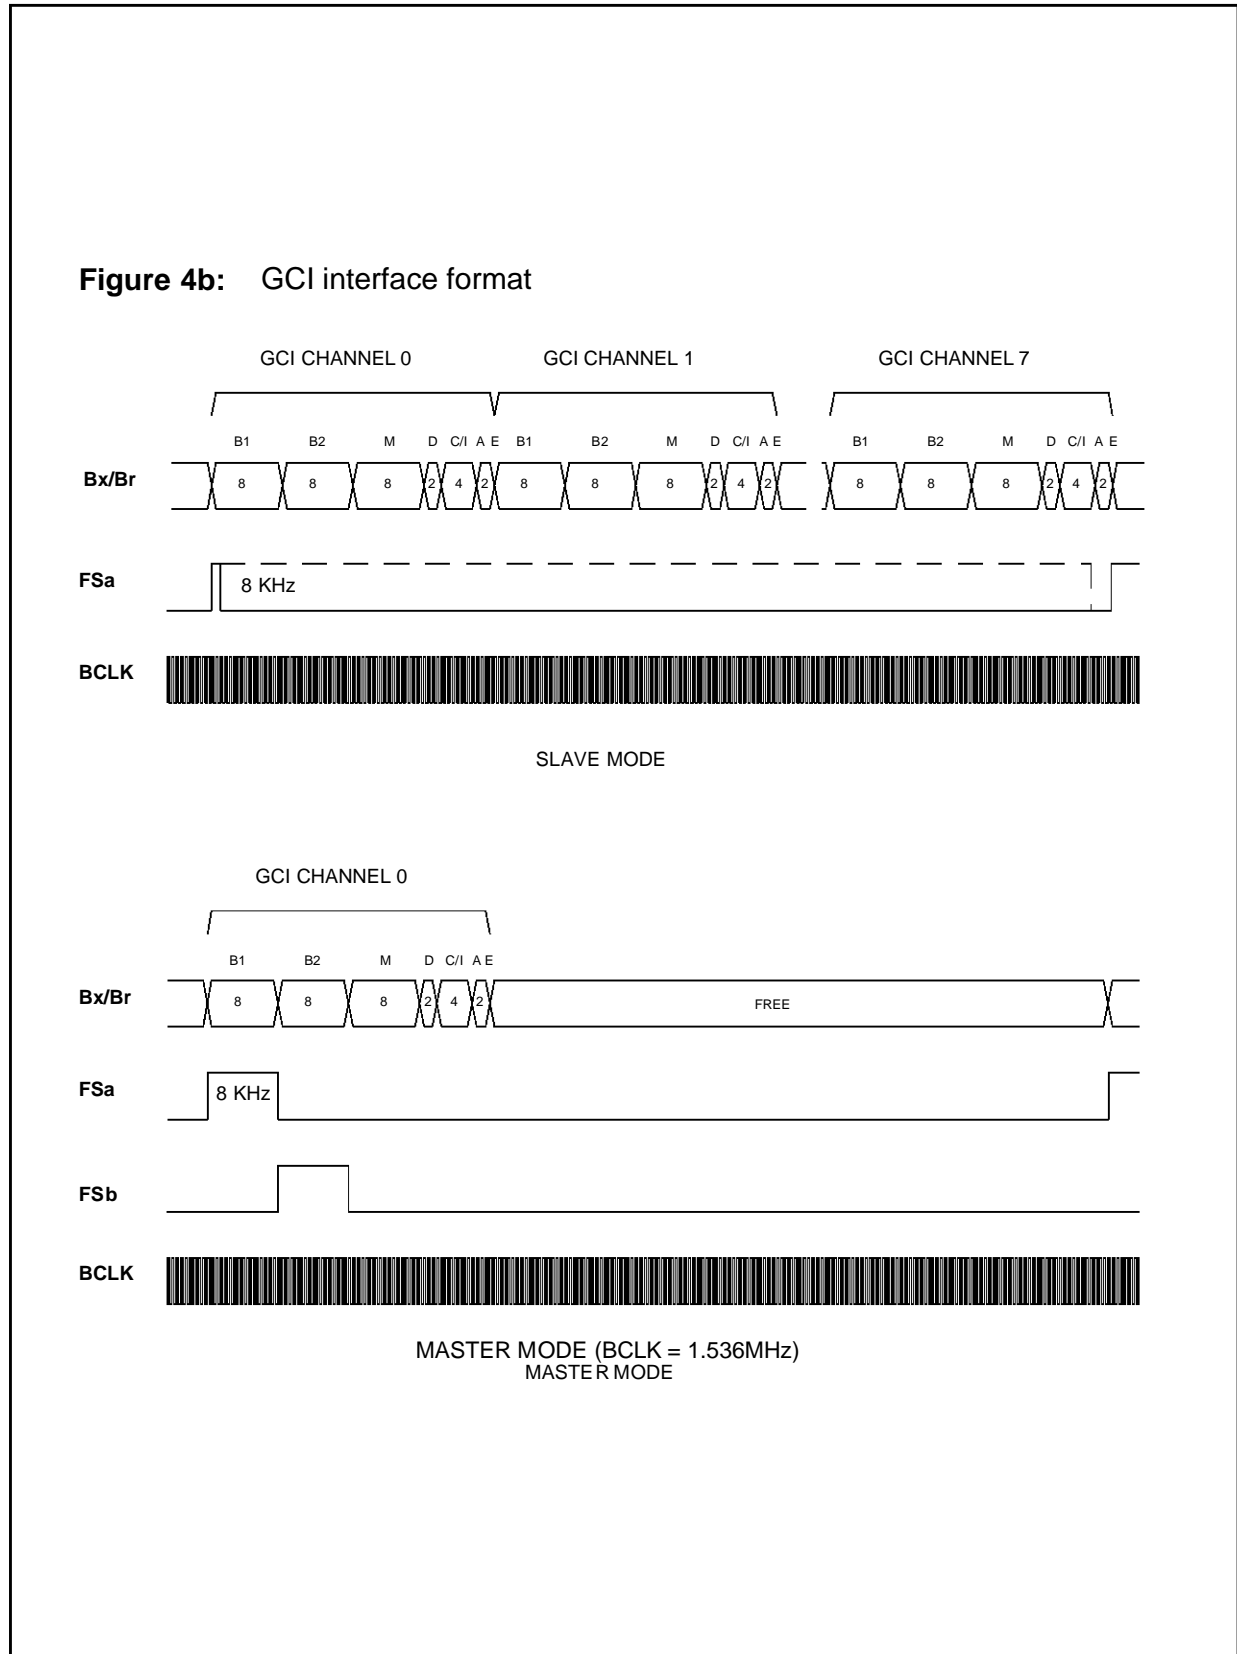 Figure 4b: GCI interface format
GCI CHANNEL 0 GCI CHANNEL 1 GCI CHANNEL 7
B1 B2 M D C/I A E B1 B2 M D C/I A E B1 B2 M D C/I A E
Bx/Br 8 8 8 2 4 2 8 8 8 2 4 2 8 8 8 2 4 2
FSa 8 KHz
BCLK
SLAVE MODE
GCI CHANNEL 0
B1 B2 M D C/I A E
Bx/Br 8 8 8 2 4 2 FREE
FSa 8 KHz
FSb
BCLK
MASTER MODE (BCLK = 1.536MHz)
MASTER MODE